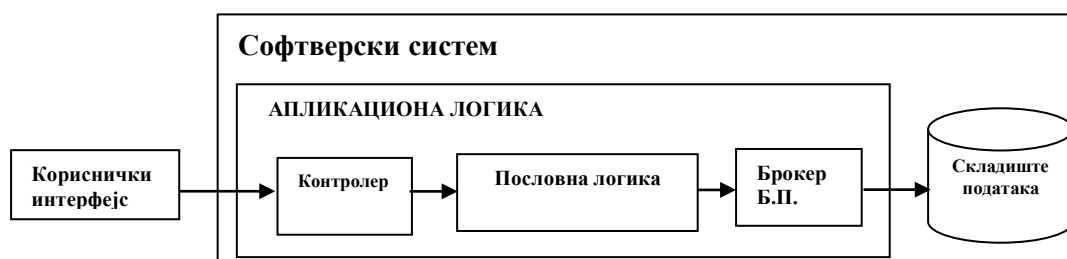 Софтверски систем
АПЛИКАЦИОНА ЛОГИКА
Кориснички
интерфејс
Контролер
Пословна логика
Брокер
Б.П.
Складиште
података